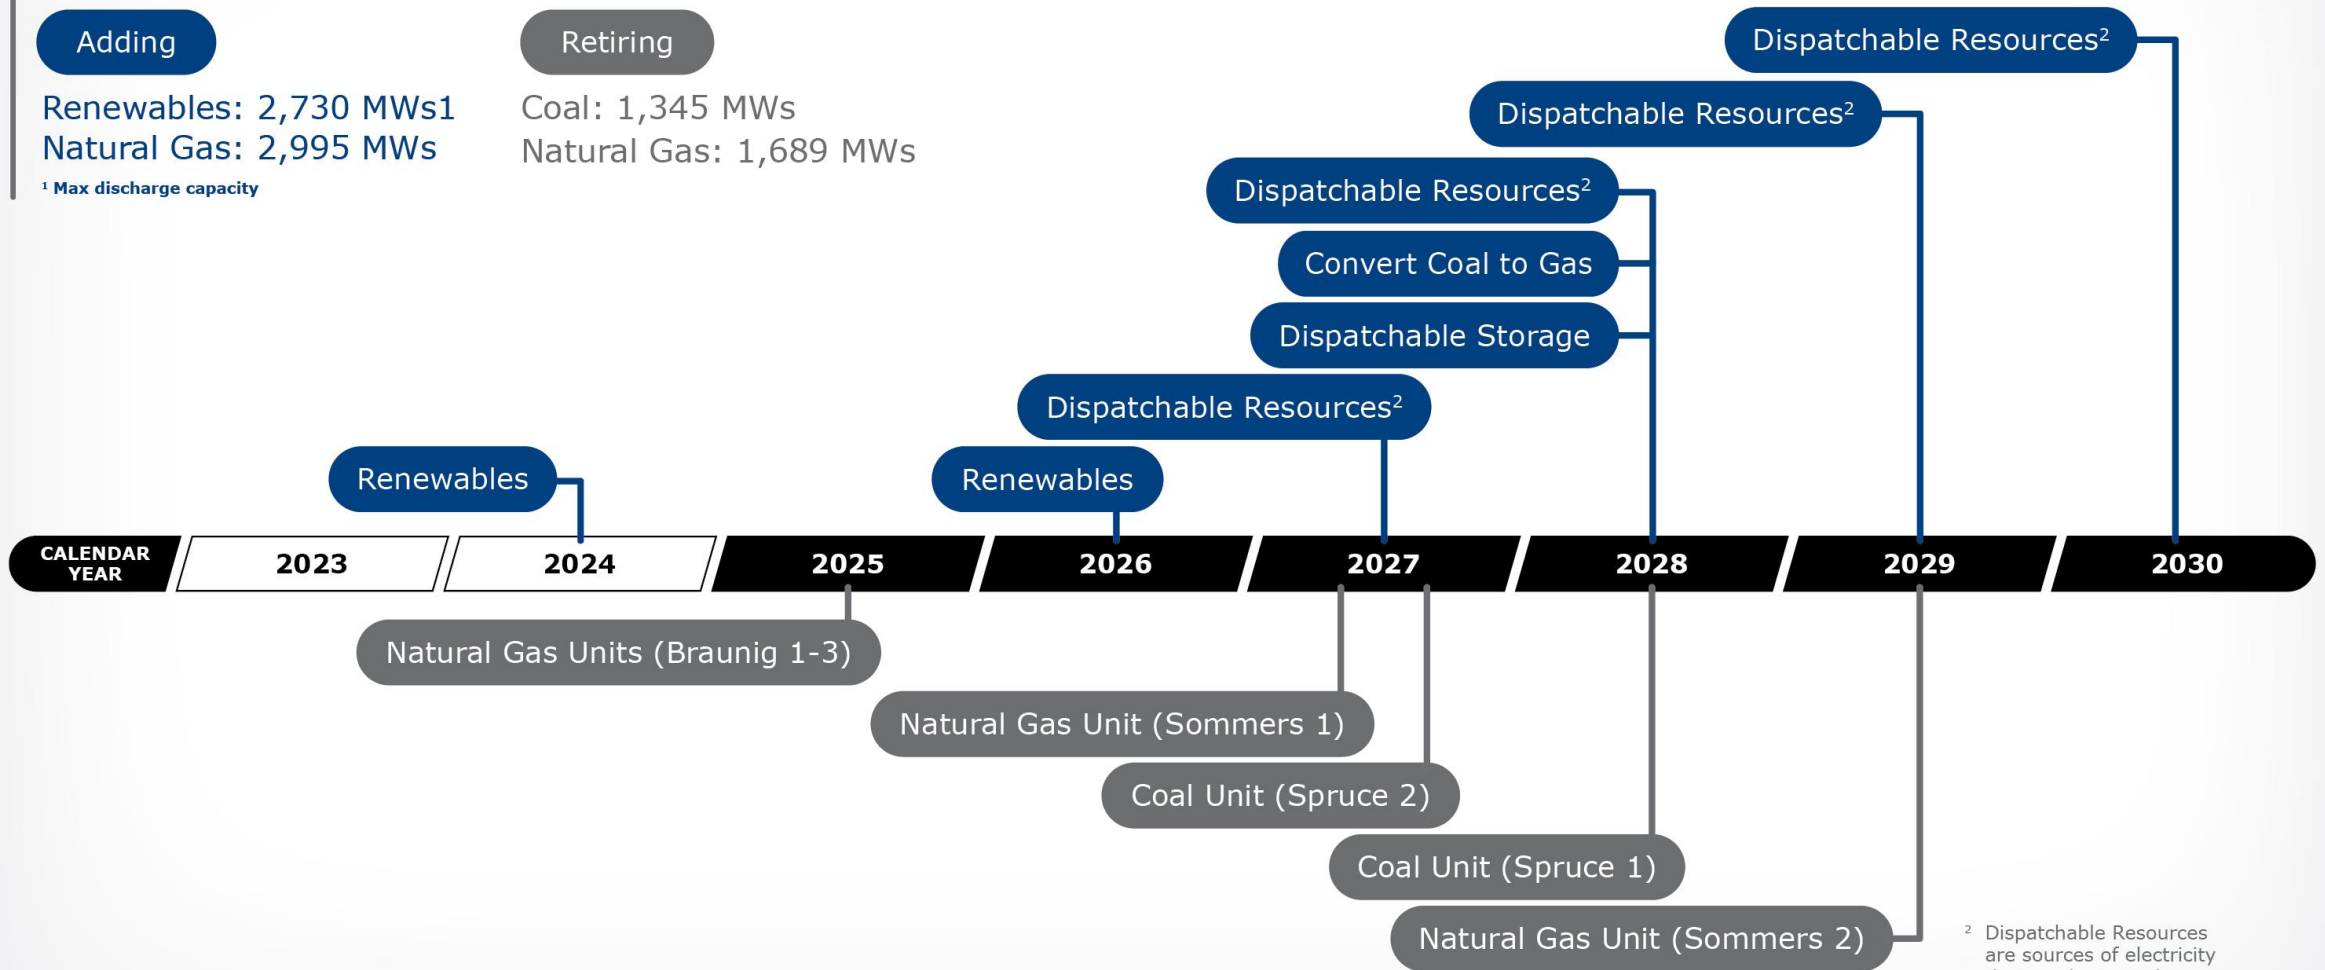 Adding
Renewables: 2,730 MWs1
Natural Gas: 2,995 MWs
¹ Max discharge capacity
Retiring
Coal: 1,345 MWs
Natural Gas: 1,689 MWs
Dispatchable Resources²
Dispatchable Resources²
Dispatchable Resources²
Convert Coal to Gas
Dispatchable Storage
Dispatchable Resources²
Renewables
Renewables
CALENDAR
YEAR
2023
2024
2025
2026
2027
2028
2029
2030
Natural Gas Units (Braunig 1-3)
Natural Gas Unit (Sommers 1)
Coal Unit (Spruce 2)
Coal Unit (Spruce 1)
Natural Gas Unit (Sommers 2)
² Dispatchable Resources
are sources of electricity